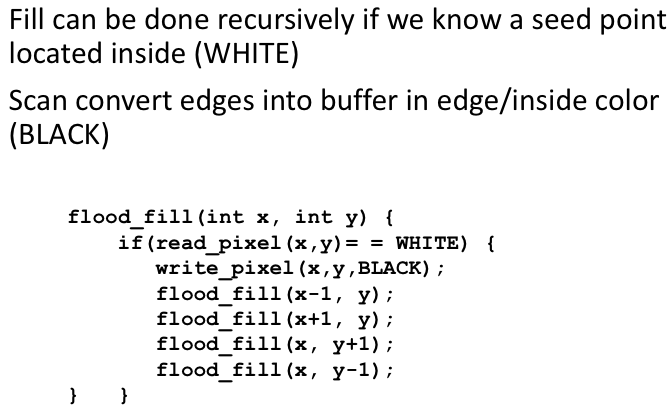 Fill can be done recursively if we know a seed point
located inside (WHITE)
Scan convert edges into buffer in edge/inside color
(BLACK)
flood_fill(int x, int y) {
if(read_pixel(x,y)= = WHITE) {
write_pixel(x,y,BLACK);
flood_fill(x-1, y);
flood_fill(x+1, y);
flood_fill(x, y+1);
flood_fill(x, y-1);
} }